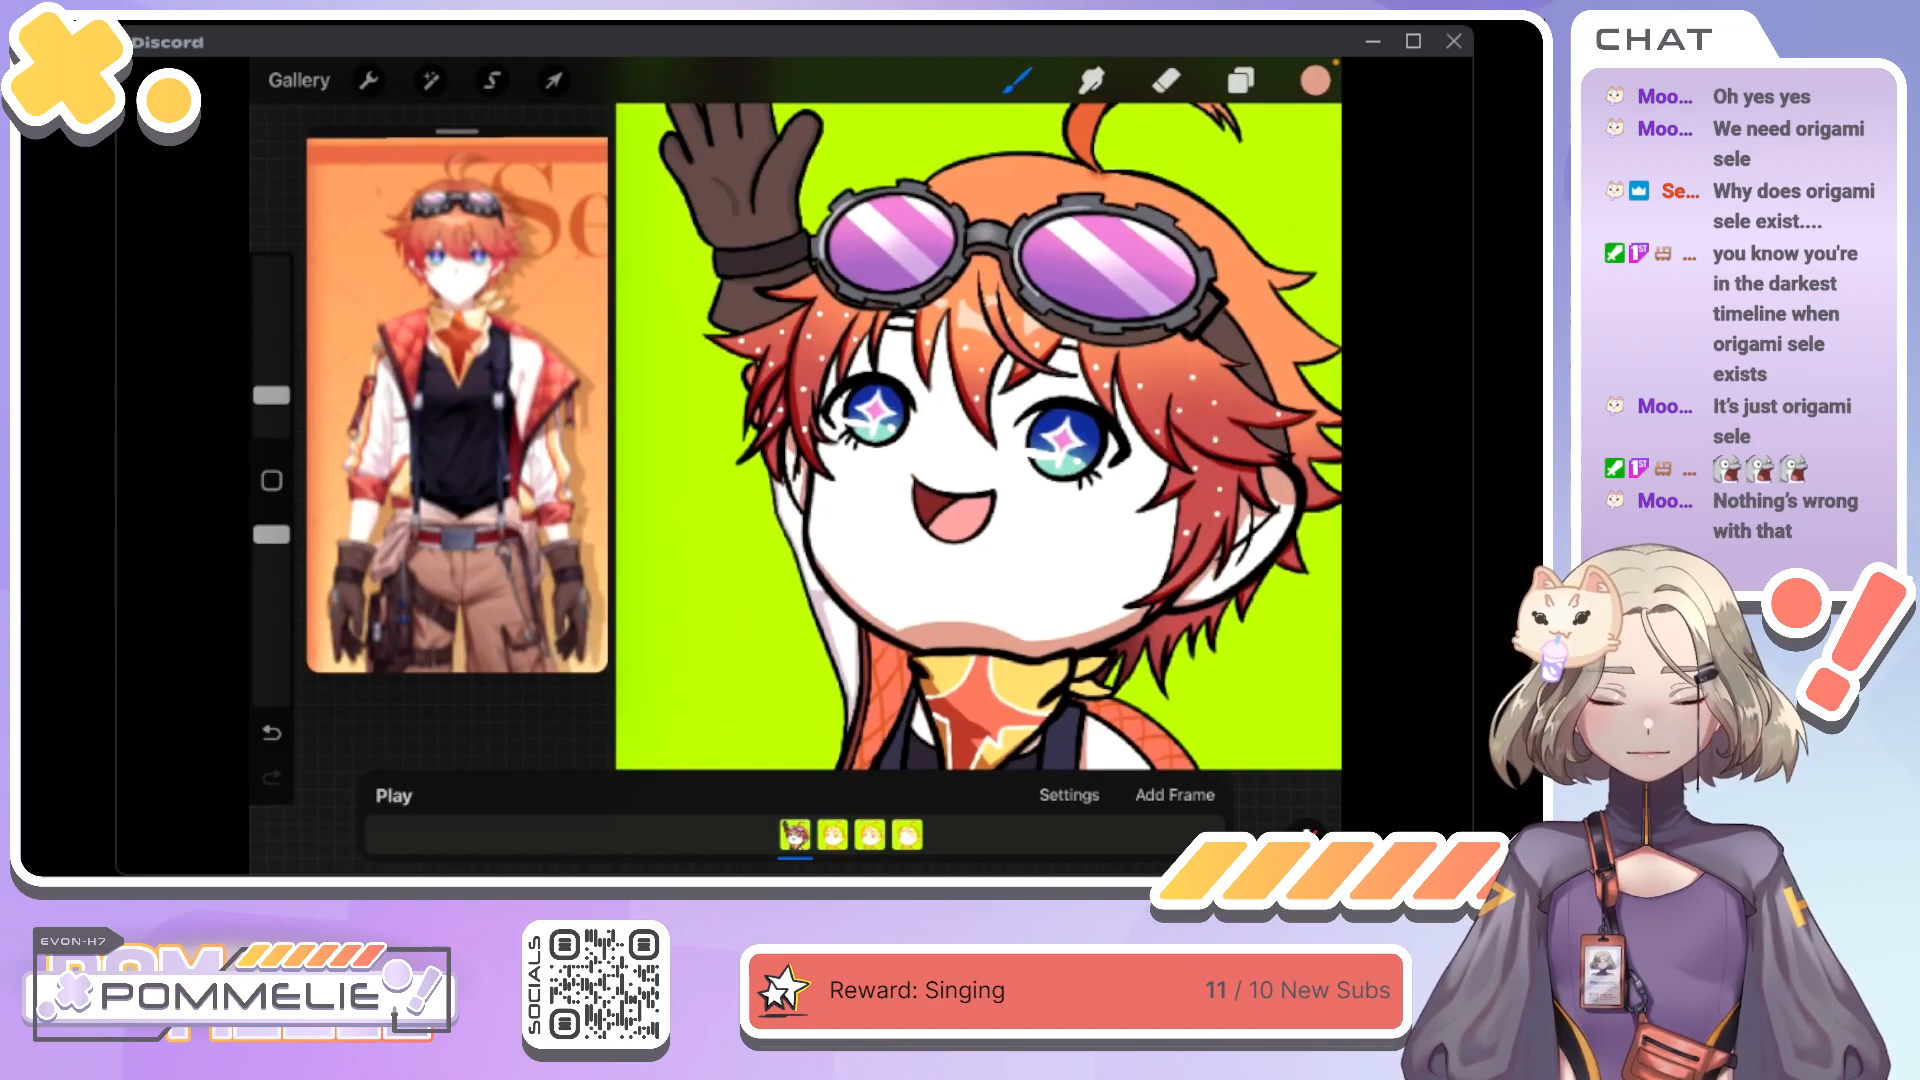 Discord
Gallery
Se
Play
Settings
Add Frame
CHAT
Moo... Oh yes yes
Moo... We need origami
sele
Se... Why does origami
sele exist....
... you know you're
in the darkest
timeline when
origami sele
exists
Moo... It's just origami
sele
...
Moo... Nothing's wrong
with that
EVON-H7
POMMELIE
SOCIALS
Reward: Singing
11 / 10 New Subs